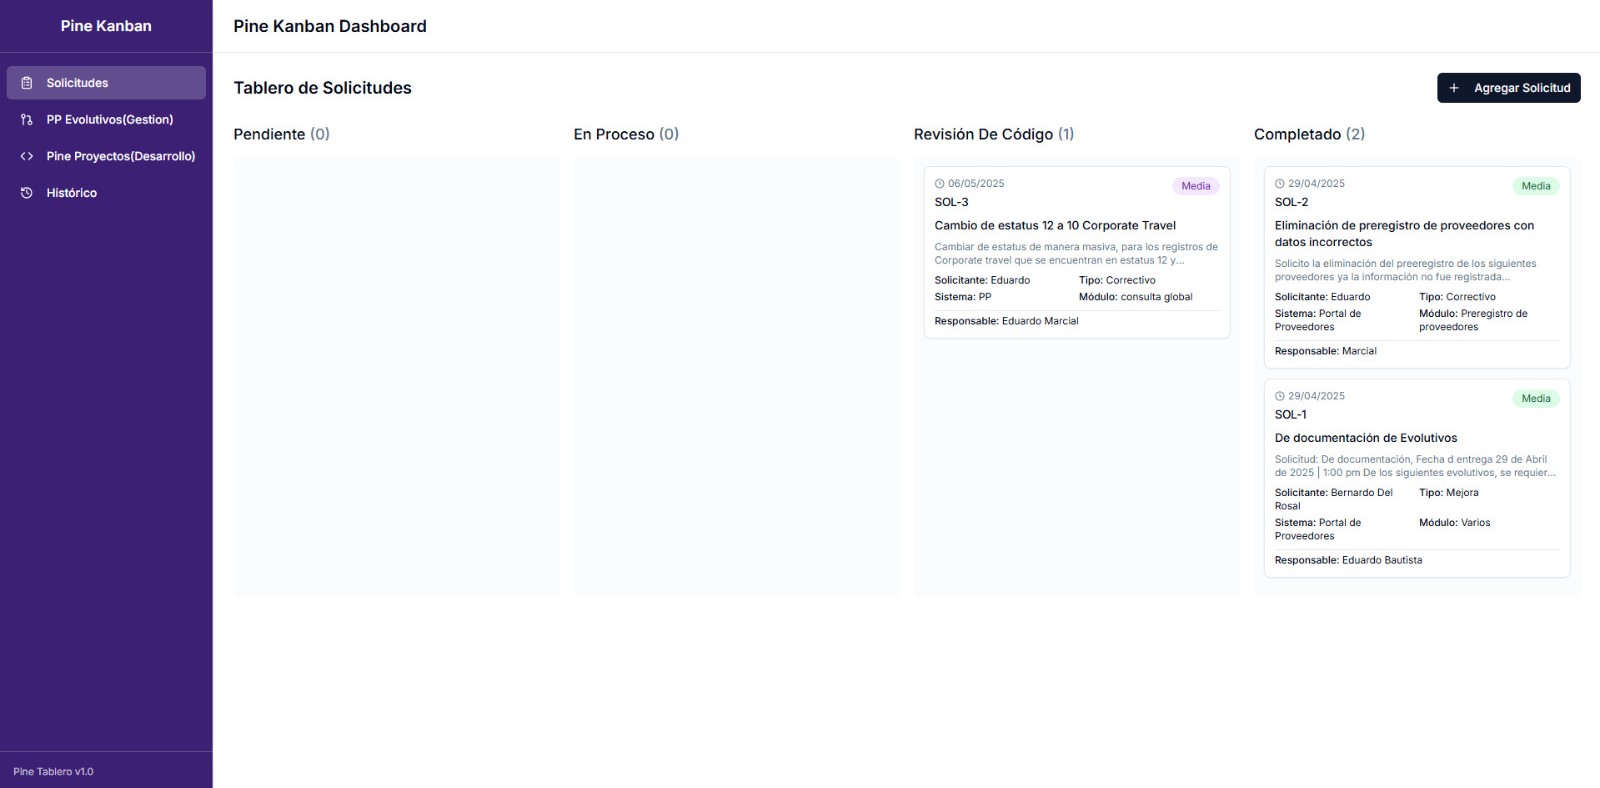 Pine Kanban
Solicitudes
PP Evolutivos(Gestion)
Pine Proyectos(Desarrollo)
Histórico
Pine Tablero v1.0
Pine Kanban Dashboard
Tablero de Solicitudes
Agregar Solicitud
Pendiente (0)
En Proceso (0)
Revisión De Código (1)
06/05/2025
Media
SOL-3
Cambio de estatus 12 a 10 Corporate Travel
Cambiar de estatus de manera masiva, para los registros de
Corporate travel que se encuentran en estatus 12 y...
Solicitante: Eduardo
Tipo: Correctivo
Sistema: PP
Módulo: consulta global
Responsable: Eduardo Marcial
Completado (2)
29/04/2025
Media
SOL-2
Eliminación de preregistro de proveedores con
datos incorrectos
Solicito la eliminación del preeregistro de los siguientes
proveedores ya la información no fue registrada...
Solicitante: Eduardo
Tipo: Correctivo
Sistema: Portal de
Proveedores
Módulo: Preregistro de
proveedores
Responsable: Marcial
29/04/2025
Media
SOL-1
De documentación de Evolutivos
Solicitud: De documentación, Fecha d entrega 29 de Abril
de 2025 | 1:00 pm De los siguientes evolutivos, se requier...
Solicitante: Bernardo Del
Rosal
Tipo: Mejora
Sistema: Portal de
Proveedores
Módulo: Varios
Responsable: Eduardo Bautista